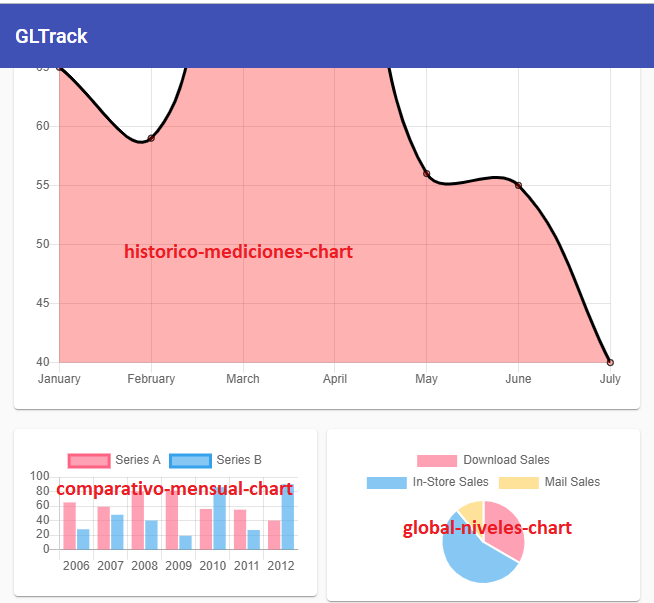 GLTrack
65
60
55
50
historico-mediciones-chart
45
40
January February March April May June July
Series A Series B
100
80
comparativo-mensual-chart
60
40
20
0
2006 2007 2008 2009 2010 2011 2012
Download Sales
In-Store Sales Mail Sales
global-niveles-chart